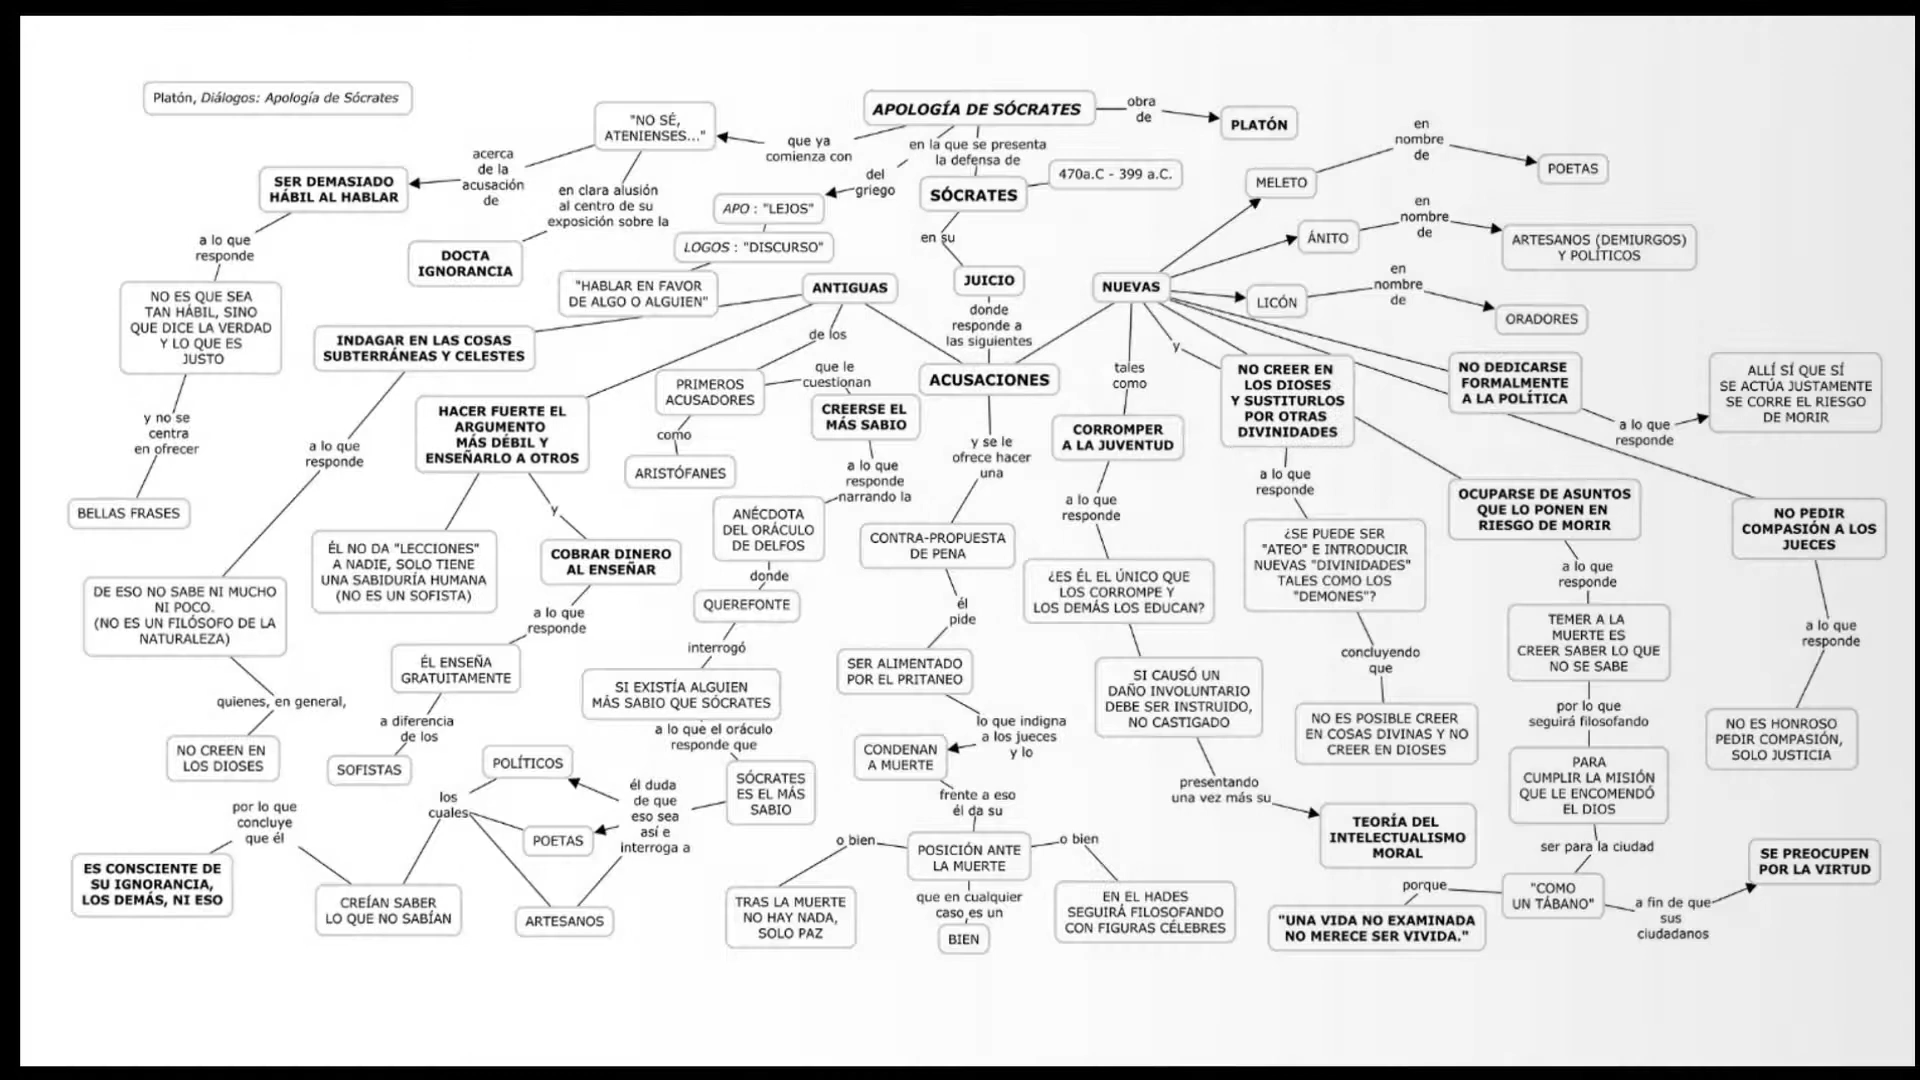 Platón, Diálogos: Apología de Sócrates
APOLOGÍA DE SÓCRATES
obra
de
PLATÓN
que ya
comienza con
"NO SÉ,
ATENIENSES..."
acerca
de la
acusación
de
SER DEMASIADO
HÁBIL AL HABLAR
a lo que
responde
NO ES QUE SEA
TAN HÁBIL, SINO
QUE DICE LA VERDAD
Y LO QUE ES
JUSTO
y no se
centra
en ofrecer
BELLAS FRASES
en clara alusión
al centro de su
exposición sobre la
DOCTA
IGNORANCIA
del
griego
APO : "LEJOS"
LOGOS : "DISCURSO"
"HABLAR EN FAVOR
DE ALGO O ALGUIEN"
en la que se presenta
la defensa de
SÓCRATES
470a.C - 399 a.C.
en su
JUICIO
donde
responde a
las siguientes
ACUSACIONES
ANTIGUAS
INDAGAR EN LAS COSAS
SUBTERRÁNEAS Y CELESTES
a lo que
responde
DE ESO NO SABE NI MUCHO
NI POCO.
(NO ES UN FILÓSOFO DE LA
NATURALEZA)
quienes, en general,
NO CREEN EN
LOS DIOSES
HACER FUERTE EL
ARGUMENTO
MÁS DÉBIL Y
ENSEÑARLO A OTROS
ÉL NO DA "LECCIONES"
A NADIE, SOLO TIENE
UNA SABIDURÍA HUMANA
(NO ES UN SOFISTA)
y
COBRAR DINERO
AL ENSEÑAR
a lo que
responde
ÉL ENSEÑA
GRATUITAMENTE
a diferencia
de los
SOFISTAS
de los
PRIMEROS
ACUSADORES
como
ARISTÓFANES
que le
cuestionan
CREERSE EL
MÁS SABIO
a lo que
responde
narrando la
ANÉCDOTA
DEL ORÁCULO
DE DELFOS
donde
QUEREFONTE
interrogó
SI EXISTÍA ALGUIEN
MÁS SABIO QUE SÓCRATES
a lo que el oráculo
responde que
SÓCRATES
ES EL MÁS
SABIO
él duda
de que
eso sea
así e
interroga a
POLÍTICOS
POETAS
ARTESANOS
los
cuales
CREÍAN SABER
LO QUE NO SABÍAN
por lo que
concluye
que él
ES CONSCIENTE DE
SU IGNORANCIA,
LOS DEMÁS, NI ESO
y se le
ofrece hacer
una
CONTRA-PROPUESTA
DE PENA
él
pide
SER ALIMENTADO
POR EL PRITANEO
lo que indigna
a los jueces
y lo
CONDENAN
A MUERTE
frente a eso
él da su
POSICIÓN ANTE
LA MUERTE
o bien
TRAS LA MUERTE
NO HAY NADA,
SOLO PAZ
o bien
EN EL HADES
SEGUIRÁ FILOSOFANDO
CON FIGURAS CÉLEBRES
que en cualquier
caso es un
BIEN
NUEVAS
MELETO
en
nombre
de
POETAS
ÁNITO
en
nombre
de
ARTESANOS (DEMIURGOS)
Y POLÍTICOS
LICÓN
en
nombre
de
ORADORES
tales
como
CORROMPER
A LA JUVENTUD
a lo que
responde
¿ES ÉL EL ÚNICO QUE
LOS CORROMPE Y
LOS DEMÁS LOS EDUCAN?
SI CAUSÓ UN
DAÑO INVOLUNTARIO
DEBE SER INSTRUIDO,
NO CASTIGADO
presentando
una vez más su
TEORÍA DEL
INTELECTUALISMO
MORAL
y
NO CREER EN
LOS DIOSES
Y SUSTITURLOS
POR OTRAS
DIVINIDADES
a lo que
responde
¿SE PUEDE SER
"ATEO" E INTRODUCIR
NUEVAS "DIVINIDADES"
TALES COMO LOS
"DEMONES"?
concluyendo
que
NO ES POSIBLE CREER
EN COSAS DIVINAS Y NO
CREER EN DIOSES
NO DEDICARSE
FORMALMENTE
A LA POLÍTICA
a lo que
responde
ALLÍ SÍ QUE SÍ
SE ACTÚA JUSTAMENTE
SE CORRE EL RIESGO
DE MORIR
OCUPARSE DE ASUNTOS
QUE LO PONEN EN
RIESGO DE MORIR
a lo que
responde
TEMER A LA
MUERTE ES
CREER SABER LO QUE
NO SE SABE
por lo que
seguirá filosofando
PARA
CUMPLIR LA MISIÓN
QUE LE ENCOMENDÓ
EL DIOS
ser para la ciudad
"COMO
UN TÁBANO"
porque
"UNA VIDA NO EXAMINADA
NO MERECE SER VIVIDA."
a fin de que
sus
ciudadanos
SE PREOCUPEN
POR LA VIRTUD
NO PEDIR
COMPASIÓN A LOS
JUECES
a lo que
responde
NO ES HONROSO
PEDIR COMPASIÓN,
SOLO JUSTICIA